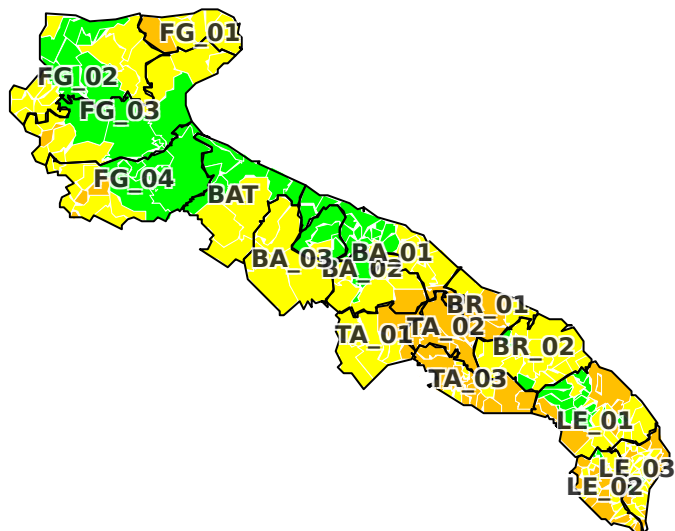 FG_01
FG_02
FG_03
FG_04
BAT
BA_01
BA_02
BA_03
BR_01
TA_02
TA_01
BR_02
TA_03
LE_01
LE_03
LE_02